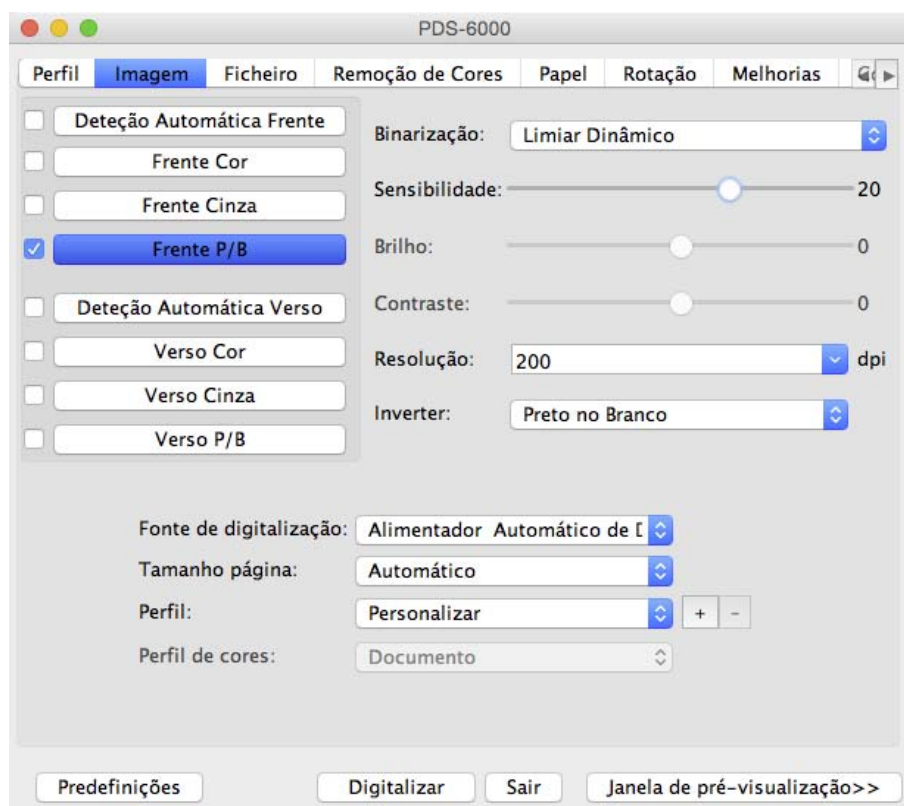 PDS-6000
Perfil Imagem Ficheiro Remoção de Cores Papel Rotação Melhorias
Deteção Automática Frente
Frente Cor
Frente Cinza
Frente P/B
Deteção Automática Verso
Verso Cor
Verso Cinza
Verso P/B
Binarização: Limiar Dinâmico
Sensibilidade: 20
Brilho: 0
Contraste: 0
Resolução: 200 dpi
Inverter: Preto no Branco
Fonte de digitalização: Alimentador Automático de D
Tamanho página: Automático
Perfil: Personalizar + -
Perfil de cores: Documento
Predefinições Digitalizar Sair Janela de pré-visualização>>